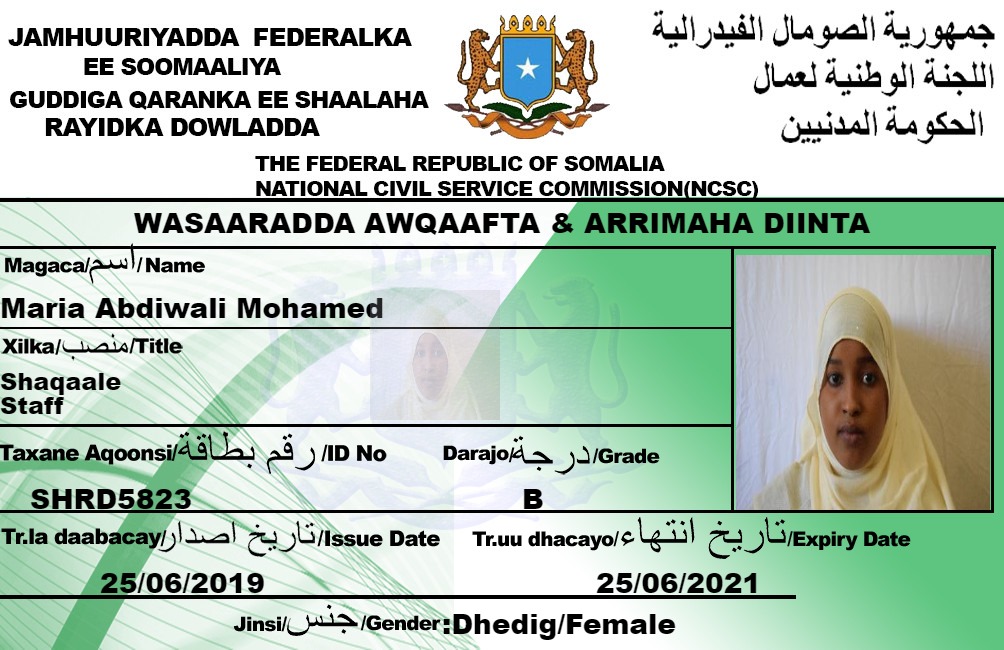 JAMHUURIYADDA FEDERALKA
EE SOOMAALIYA
GUDDIGA QARANKA EE SHAALAHA
RAYIDKA DOWLADDA
جمهورية الصومال الفيدرالية
اللجنة الوطنية لعمال
الحكومة المدنيين
THE FEDERAL REPUBLIC OF SOMALIA
NATIONAL CIVIL SERVICE COMMISSION(NCSC)
WASAARADDA AWQAAFTA & ARRIMAHA DIINTA
Magaca/اسم/Name
Maria Abdiwali Mohamed
Xilka/منصب/Title
Shaqaale
Staff
Taxane Aqoonsi/رقم بطاقة/ID No Darajo/درجة/Grade
SHRD5823 B
Tr.la daabacay/تاريخ اصدار/Issue Date Tr.uu dhacayo/تاريخ انتهاء/Expiry Date
25/06/2019 25/06/2021
Jinsi/جنس/Gender:Dhedig/Female